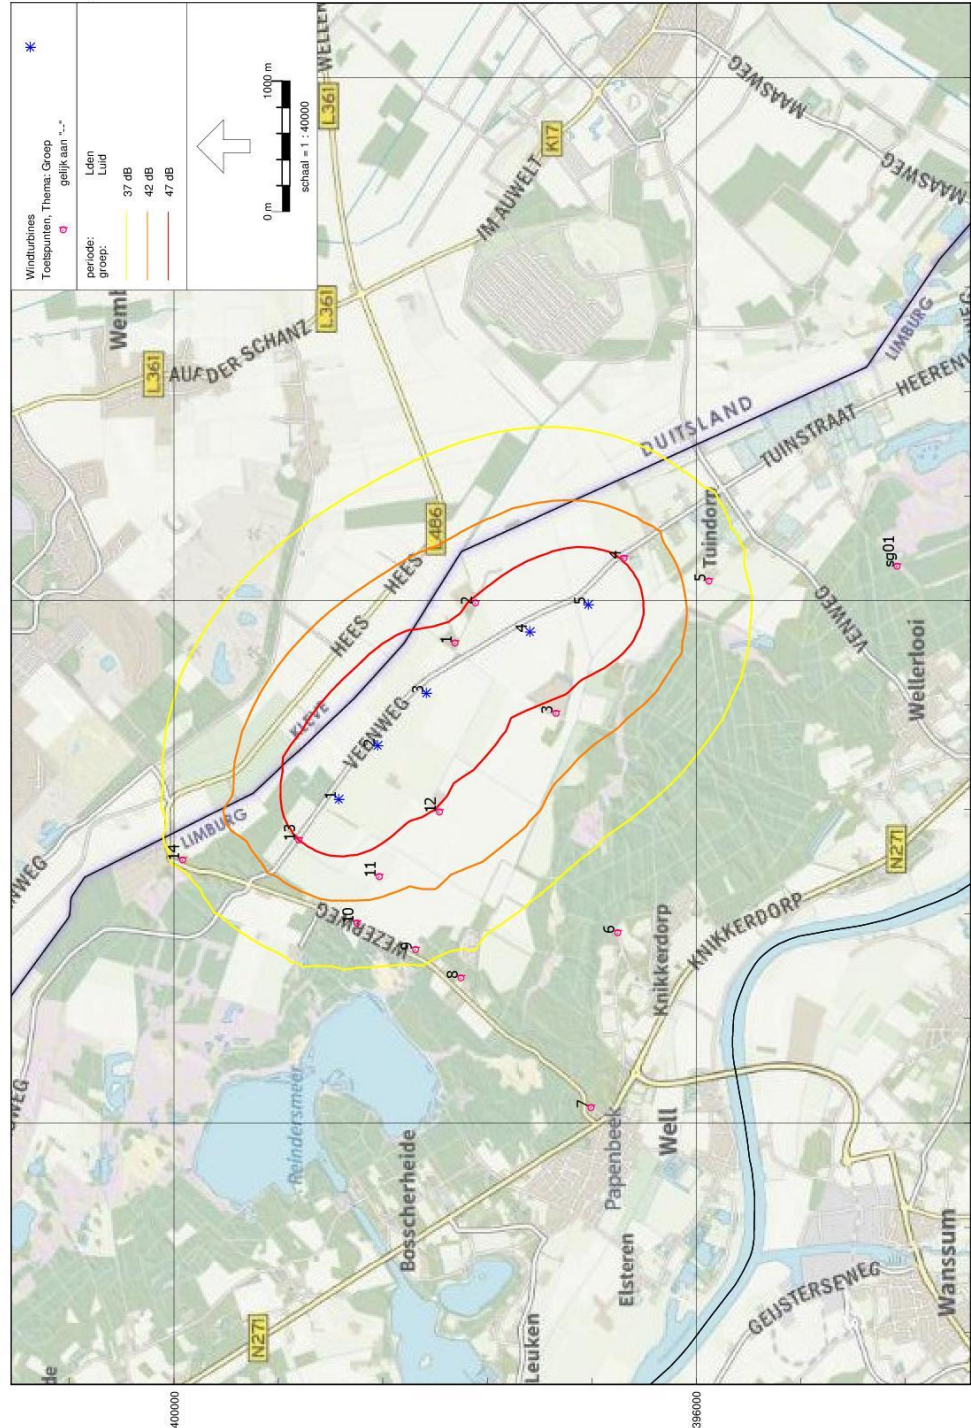 Windturbines
Toetspunten, Thema: Groep
gelijk aan "--"
periode: Lden
groep: Luid
37 dB
42 dB
47 dB
0 m 1000 m
schaal = 1 : 40000
L361
L361
L361
L486
K17
N271
N271
AUF DER SCHANZ
IM AUWELT
MAASWEG
MAASWEG
HEES
HEES
KLEVE
LIMBURG
DUITSLAND
LIMBURG
VEENWEG
WEZERWEG
TUINSTRAAT
VENWEG
KNIKKERDORP
GEIJSTERSEWEG
Reindersmeer
Bosscherheide
Leuken
Elsteren
Papenbeek
Well
Knikkerdorp
Wanssum
Wellerlooi
Tuindorp
1
2
3
4
5
1
2
3
4
5
6
7
8
9
10
11
12
13
14
sg01
400000
396000